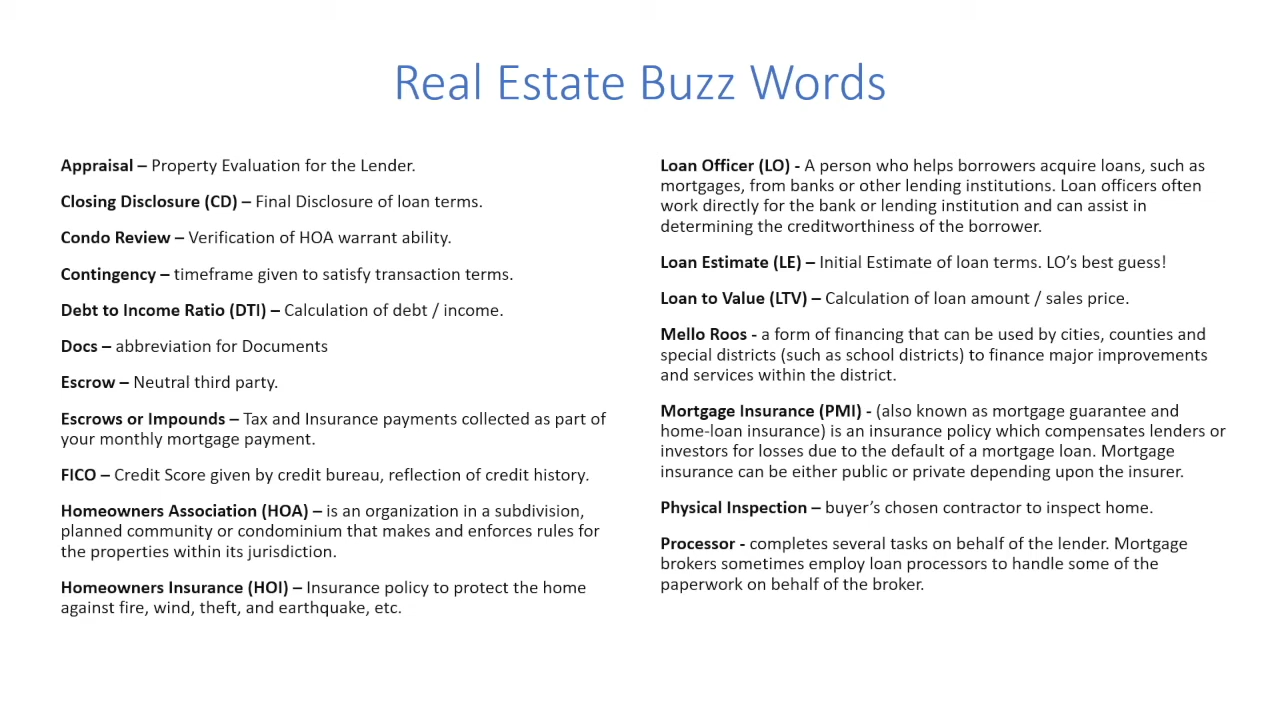 Real Estate Buzz Words
Appraisal – Property Evaluation for the Lender.
Closing Disclosure (CD) – Final Disclosure of loan terms.
Condo Review – Verification of HOA warrant ability.
Contingency – timeframe given to satisfy transaction terms.
Debt to Income Ratio (DTI) – Calculation of debt / income.
Docs – abbreviation for Documents
Escrow – Neutral third party.
Escrows or Impounds – Tax and Insurance payments collected as part of
your monthly mortgage payment.
FICO – Credit Score given by credit bureau, reflection of credit history.
Homeowners Association (HOA) – is an organization in a subdivision,
planned community or condominium that makes and enforces rules for
the properties within its jurisdiction.
Homeowners Insurance (HOI) – Insurance policy to protect the home
against fire, wind, theft, and earthquake, etc.
Loan Officer (LO) - A person who helps borrowers acquire loans, such as
mortgages, from banks or other lending institutions. Loan officers often
work directly for the bank or lending institution and can assist in
determining the creditworthiness of the borrower.
Loan Estimate (LE) – Initial Estimate of loan terms. LO’s best guess!
Loan to Value (LTV) – Calculation of loan amount / sales price.
Mello Roos - a form of financing that can be used by cities, counties and
special districts (such as school districts) to finance major improvements
and services within the district.
Mortgage Insurance (PMI) - (also known as mortgage guarantee and
home-loan insurance) is an insurance policy which compensates lenders or
investors for losses due to the default of a mortgage loan. Mortgage
insurance can be either public or private depending upon the insurer.
Physical Inspection – buyer’s chosen contractor to inspect home.
Processor - completes several tasks on behalf of the lender. Mortgage
brokers sometimes employ loan processors to handle some of the
paperwork on behalf of the broker.